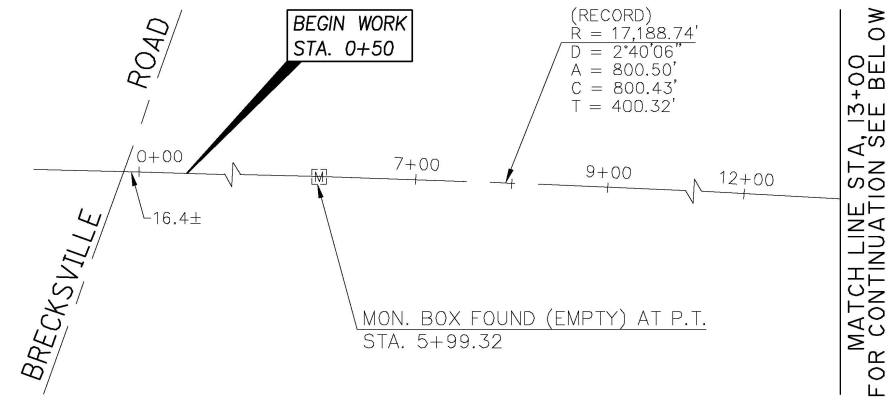 BEGIN WORK
STA. 0+50
(RECORD)
R = 17,188.74'
D = 2°40'06"
A = 800.50'
C = 800.43'
T = 400.32'
BRECKSVILLE ROAD
0+00
7+00
9+00
12+00
16.4±
M
MON. BOX FOUND (EMPTY) AT P.T.
STA. 5+99.32
MATCH LINE STA, 13+00
FOR CONTINUATION SEE BELOW